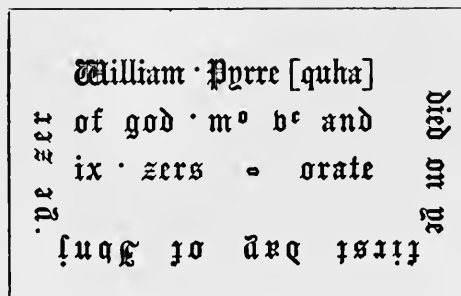 William · Pyrre [quha]
died on ye
first day of
· ye zer
of god · mᵒ vᶜ and
ix · zers - orate